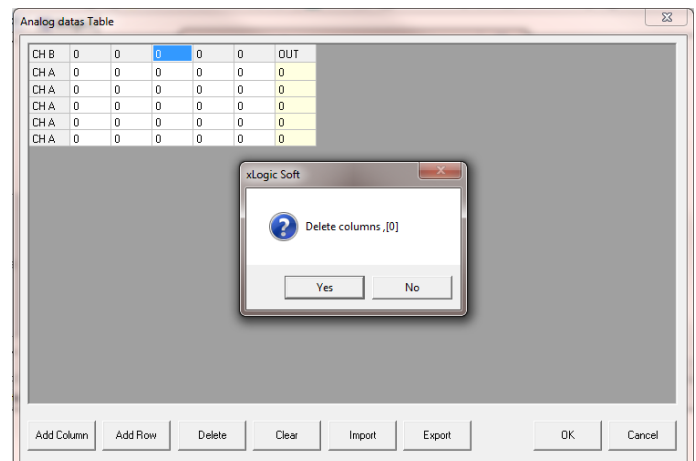 Analog datas Table
CH B 0 0 0 0 0 OUT
CH A 0 0 0 0 0 0
CH A 0 0 0 0 0 0
CH A 0 0 0 0 0 0
CH A 0 0 0 0 0 0
CH A 0 0 0 0 0 0
xLogic Soft
Delete columns ,[0]
Yes No
Add Column Add Row Delete Clear Import Export OK Cancel